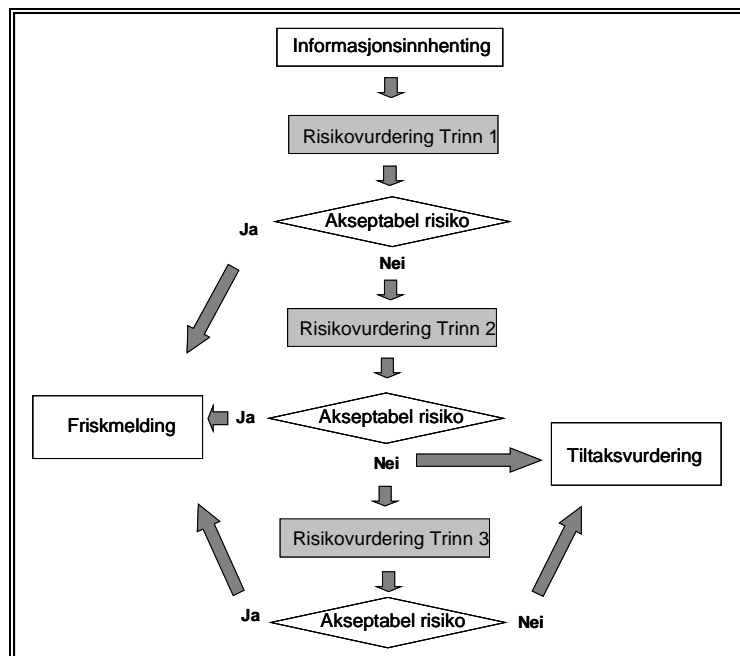 Informasjonsinnhenting
Risikovurdering Trinn 1
Akseptabel risiko
Ja
Nei
Risikovurdering Trinn 2
Akseptabel risiko
Ja
Friskmelding
Nei
Tiltaksvurdering
Risikovurdering Trinn 3
Akseptabel risiko
Ja
Nei